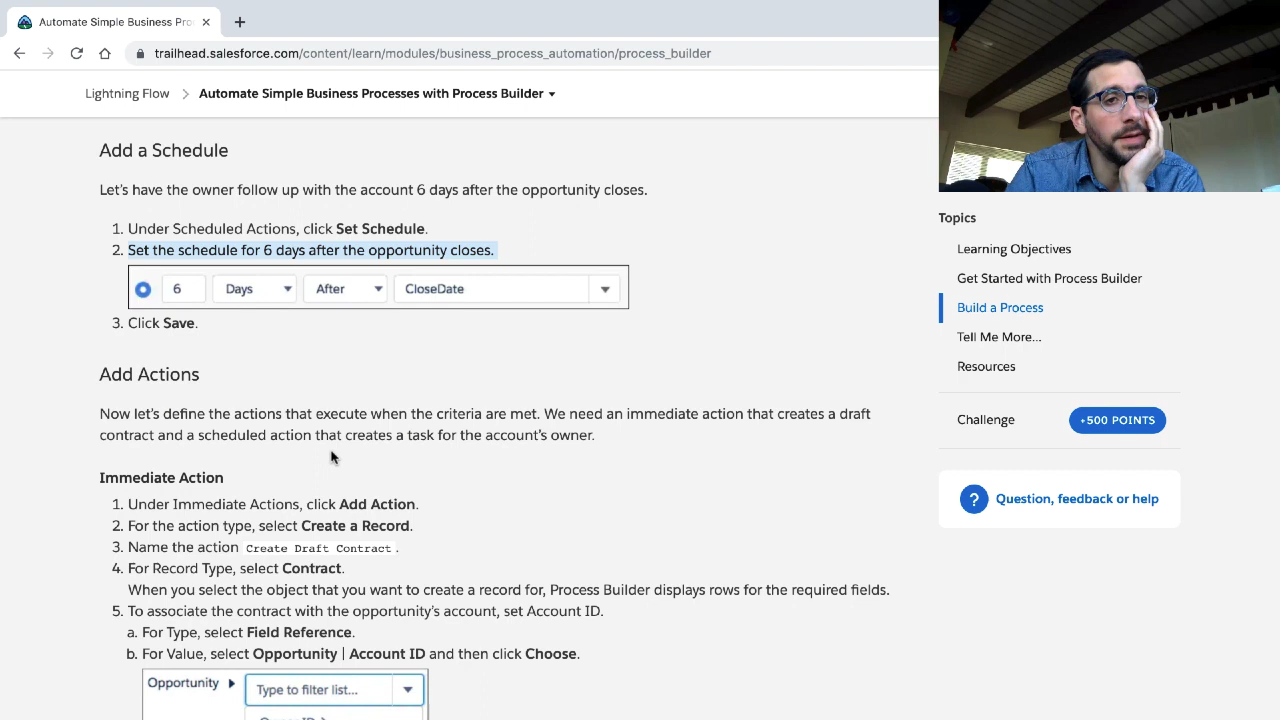 Automate Simple Business Pro
trailhead.salesforce.com/content/learn/modules/business_process_automation/process_builder
Lightning Flow > Automate Simple Business Processes with Process Builder
Add a Schedule
Let's have the owner follow up with the account 6 days after the opportunity closes.
1. Under Scheduled Actions, click Set Schedule.
2. Set the schedule for 6 days after the opportunity closes.
6 Days After CloseDate
3. Click Save.
Add Actions
Now let's define the actions that execute when the criteria are met. We need an immediate action that creates a draft
contract and a scheduled action that creates a task for the account's owner.
Immediate Action
1. Under Immediate Actions, click Add Action.
2. For the action type, select Create a Record.
3. Name the action Create Draft Contract.
4. For Record Type, select Contract.
When you select the object that you want to create a record for, Process Builder displays rows for the required fields.
5. To associate the contract with the opportunity's account, set Account ID.
a. For Type, select Field Reference.
b. For Value, select Opportunity | Account ID and then click Choose.
Opportunity Type to filter list...
Topics
Learning Objectives
Get Started with Process Builder
Build a Process
Tell Me More...
Resources
Challenge +500 POINTS
? Question, feedback or help